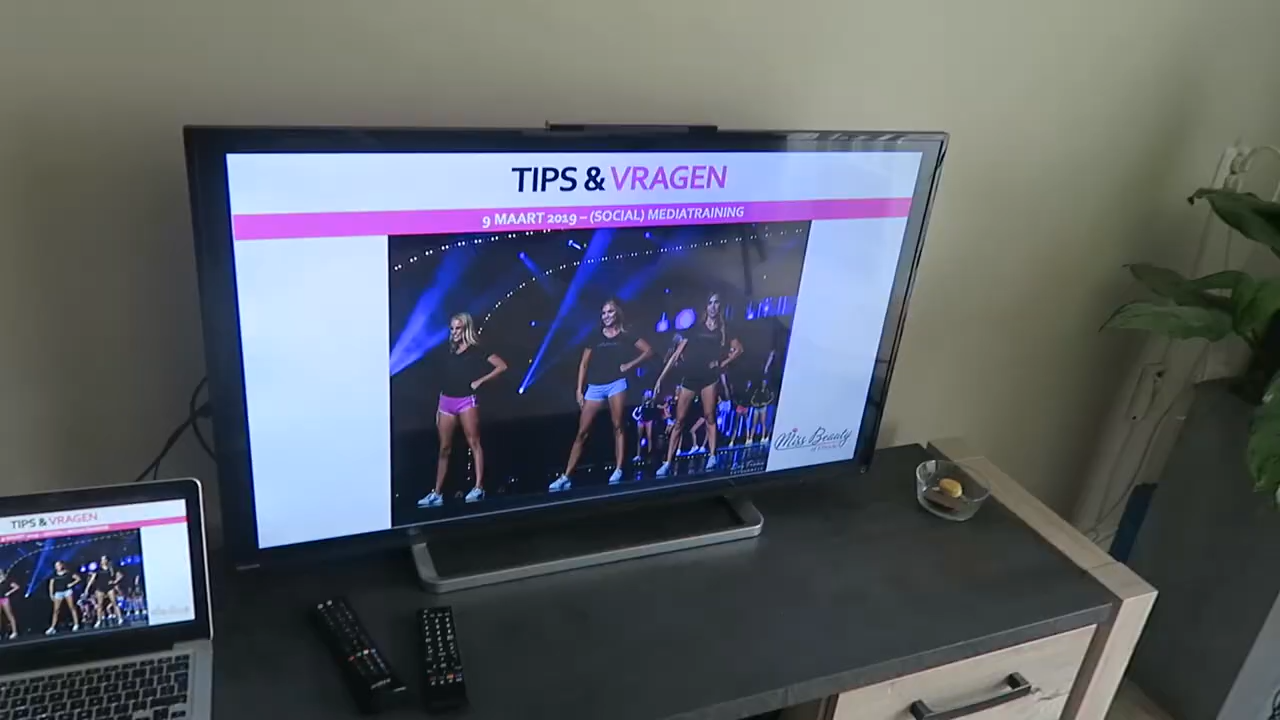 TIPS & VRAGEN
9 MAART 2019 – (SOCIAL) MEDIATRAINING
Miss Beauty
TIPS & VRAGEN